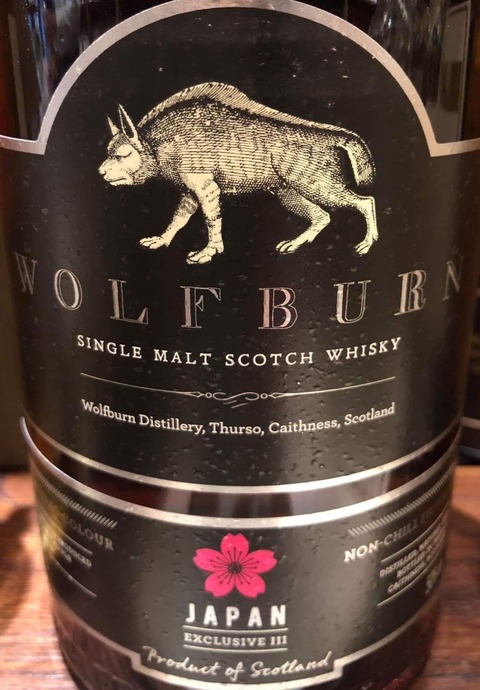 WOLFBURN
SINGLE MALT SCOTCH WHISKY
Wolfburn Distillery, Thurso, Caithness, Scotland
COLOUR
NON-CHILL
JAPAN
EXCLUSIVE III
Product of Scotland